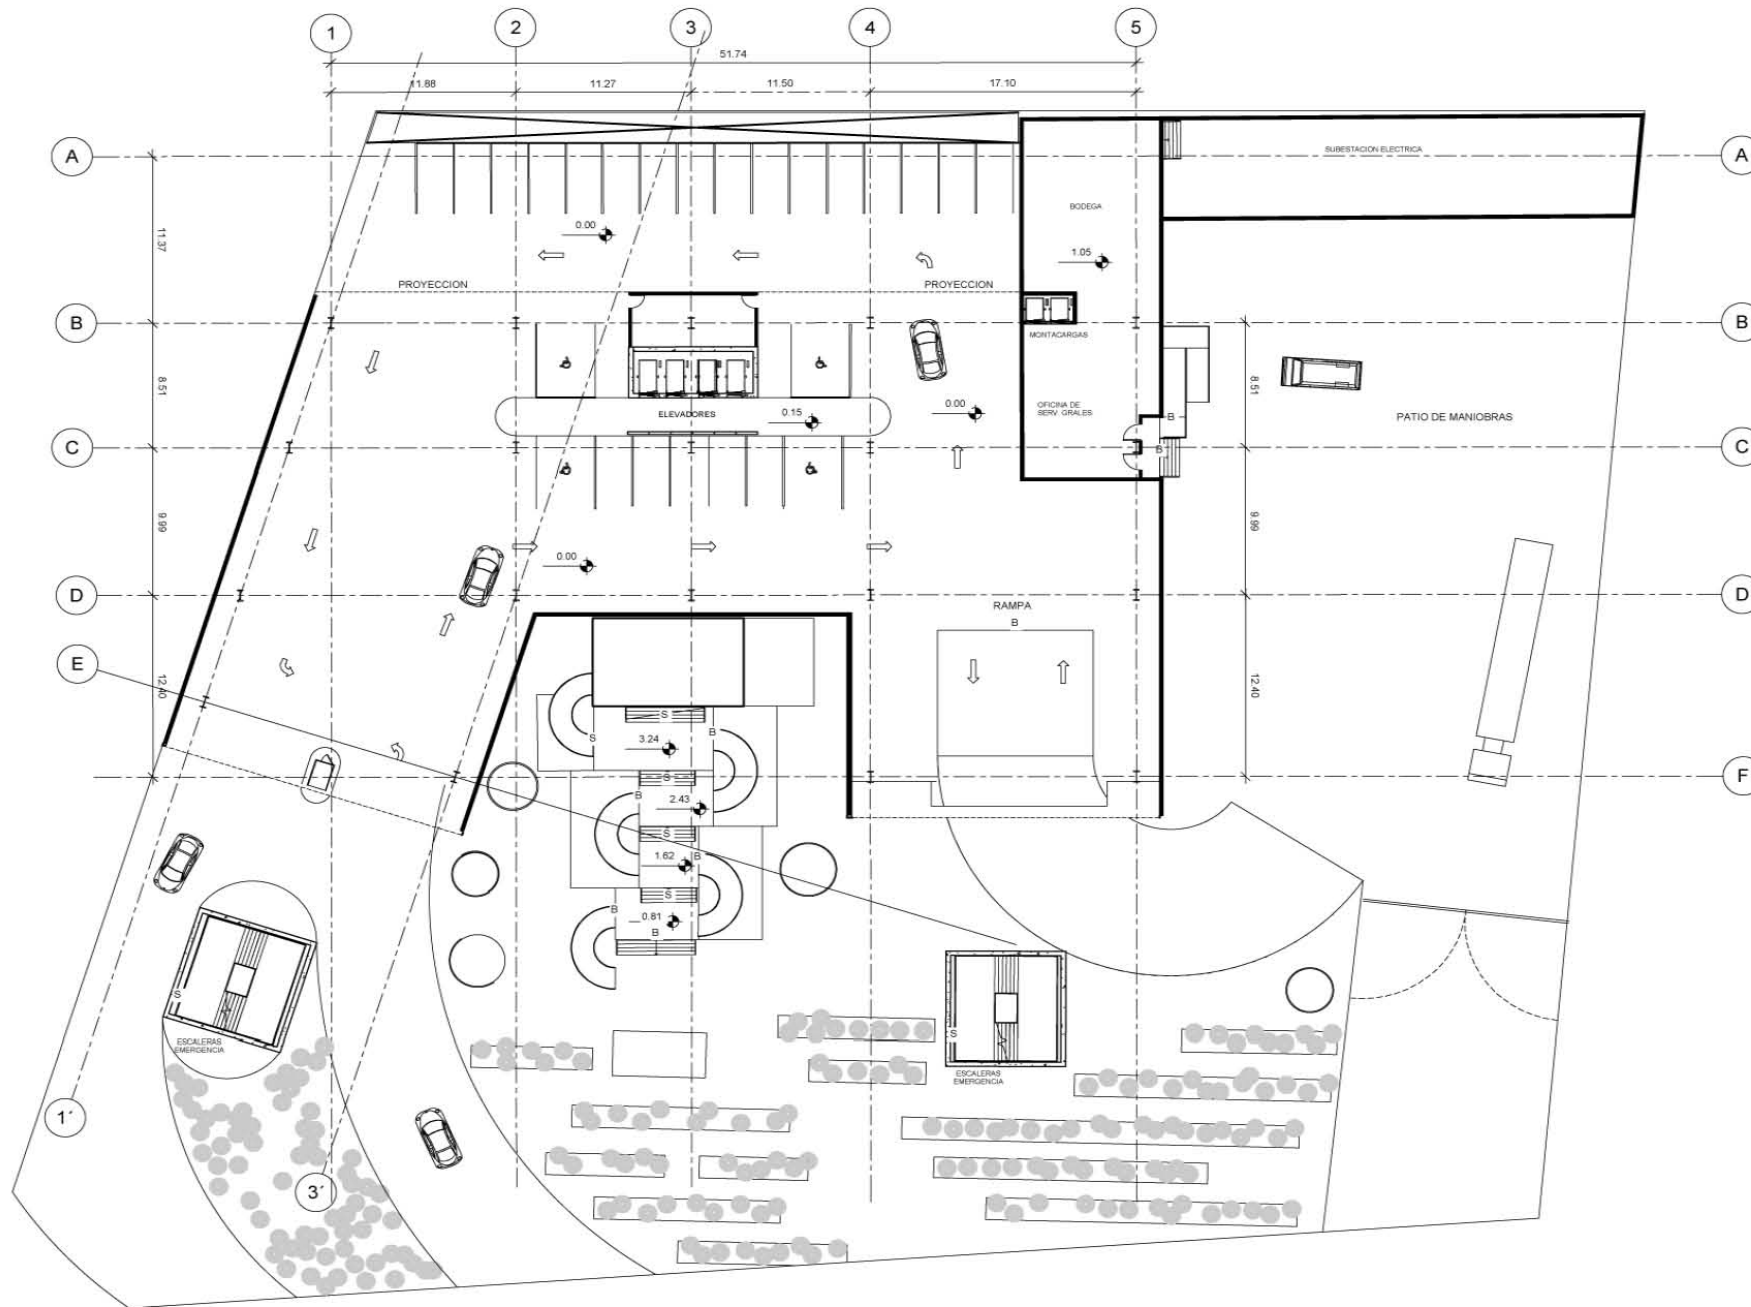 1
2
3
4
5
51.74
11.88
11.27
11.50
17.10
A
A
SUBESTACION ELECTRICA
BODEGA
0.00
11.37
1.05
PROYECCION
PROYECCION
B
B
MONTACARGAS
8.51
8.51
ELEVADORES
0.15
0.00
OFICINA DE
SERV. GRALES
B
PATIO DE MANIOBRAS
C
C
B
9.99
9.99
0.00
D
D
RAMPA
B
E
12.40
12.40
S
S
B
3.24
S
F
B
2.43
S
B
1.62
S
B
0.81
B
S
S
ESCALERAS
EMERGENCIA
ESCALERAS
EMERGENCIA
1´
3´